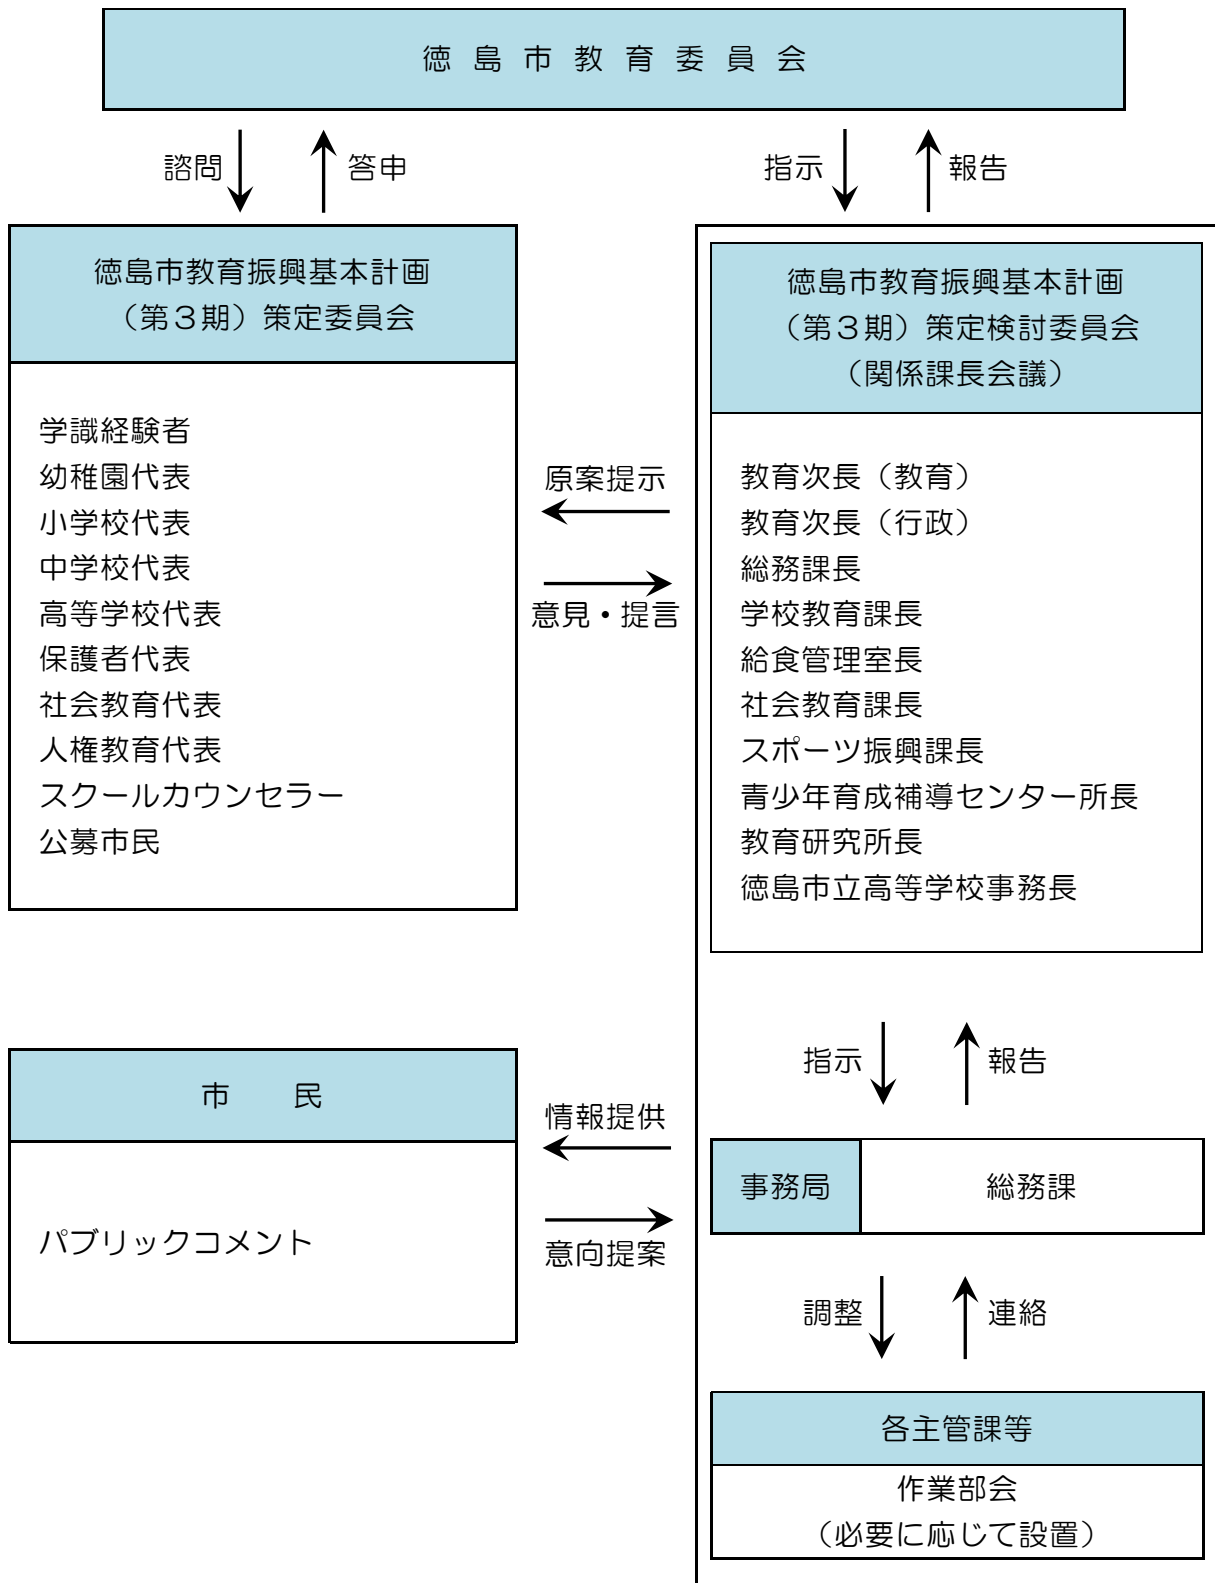 徳島市教育委員会
諮問
答申
指示
報告
徳島市教育振興基本計画
（第３期）策定委員会
学識経験者
幼稚園代表
小学校代表
中学校代表
高等学校代表
保護者代表
社会教育代表
人権教育代表
スクールカウンセラー
公募市民
原案提示
意見・提言
徳島市教育振興基本計画
（第３期）策定検討委員会
（関係課長会議）
教育次長（教育）
教育次長（行政）
総務課長
学校教育課長
給食管理室長
社会教育課長
スポーツ振興課長
青少年育成補導センター所長
教育研究所長
徳島市立高等学校事務長
市　　民
パブリックコメント
情報提供
意向提案
指示
報告
事務局
総務課
調整
連絡
各主管課等
作業部会
（必要に応じて設置）